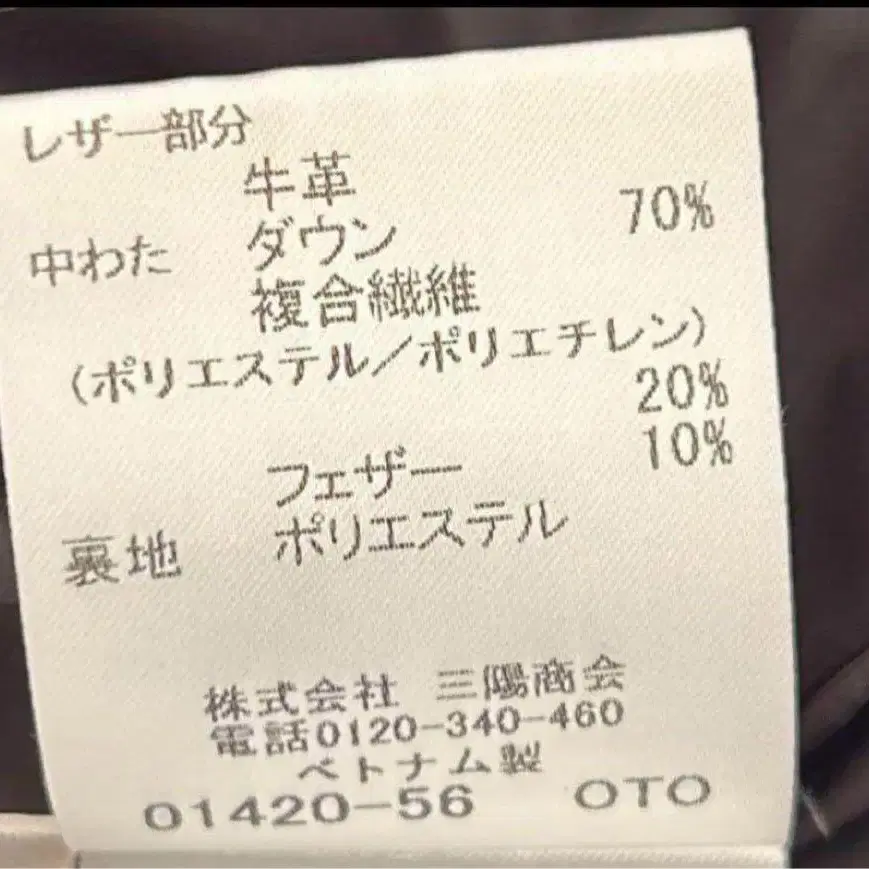 レザー部分
牛革
中わた ダウン 70%
複合繊維
(ポリエステル/ポリエチレン)
20%
フェザー 10%
裏地 ポリエステル
株式会社 三陽商会
電話0120-340-460
ベトナム製
01420-56 OTO